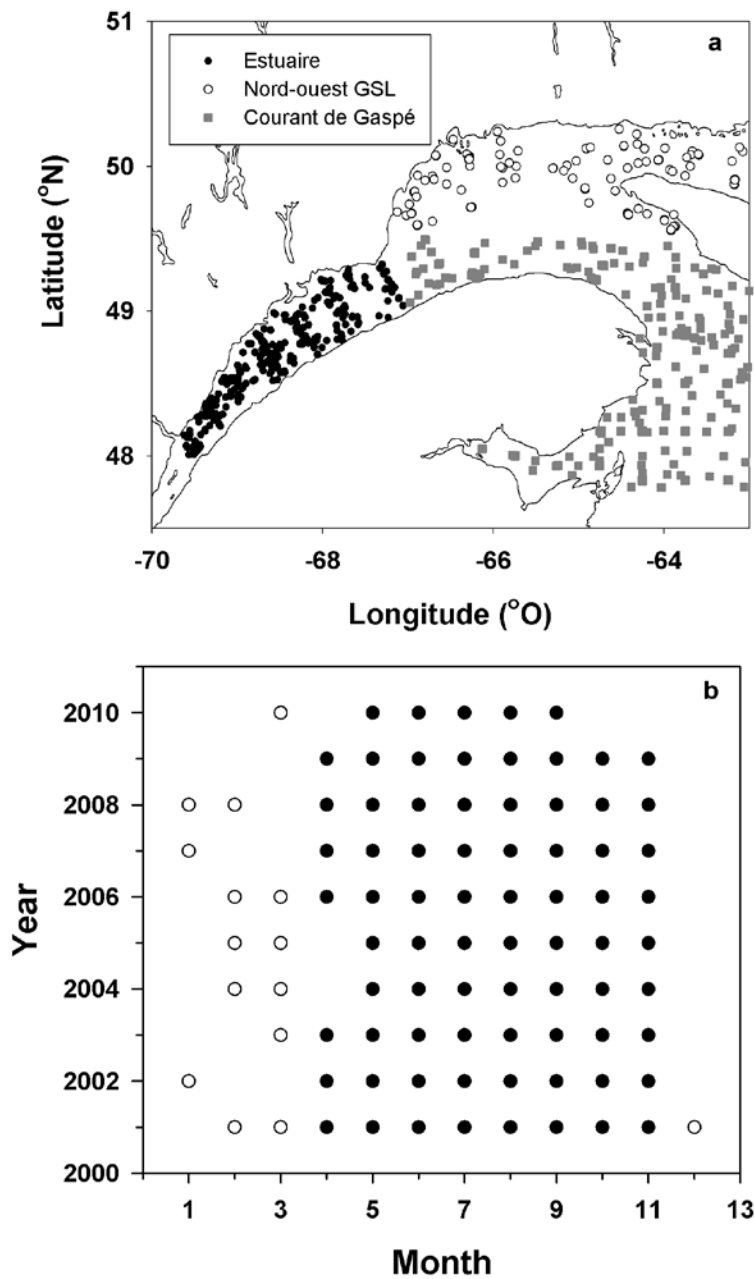 a
Estuaire
Nord-ouest GSL
Courant de Gaspé
51
50
49
48
Latitude (°N)
-70 -68 -66 -64
Longitude (°O)
b
2010
2008
2006
2004
2002
2000
Year
1 3 5 7 9 11 13
Month